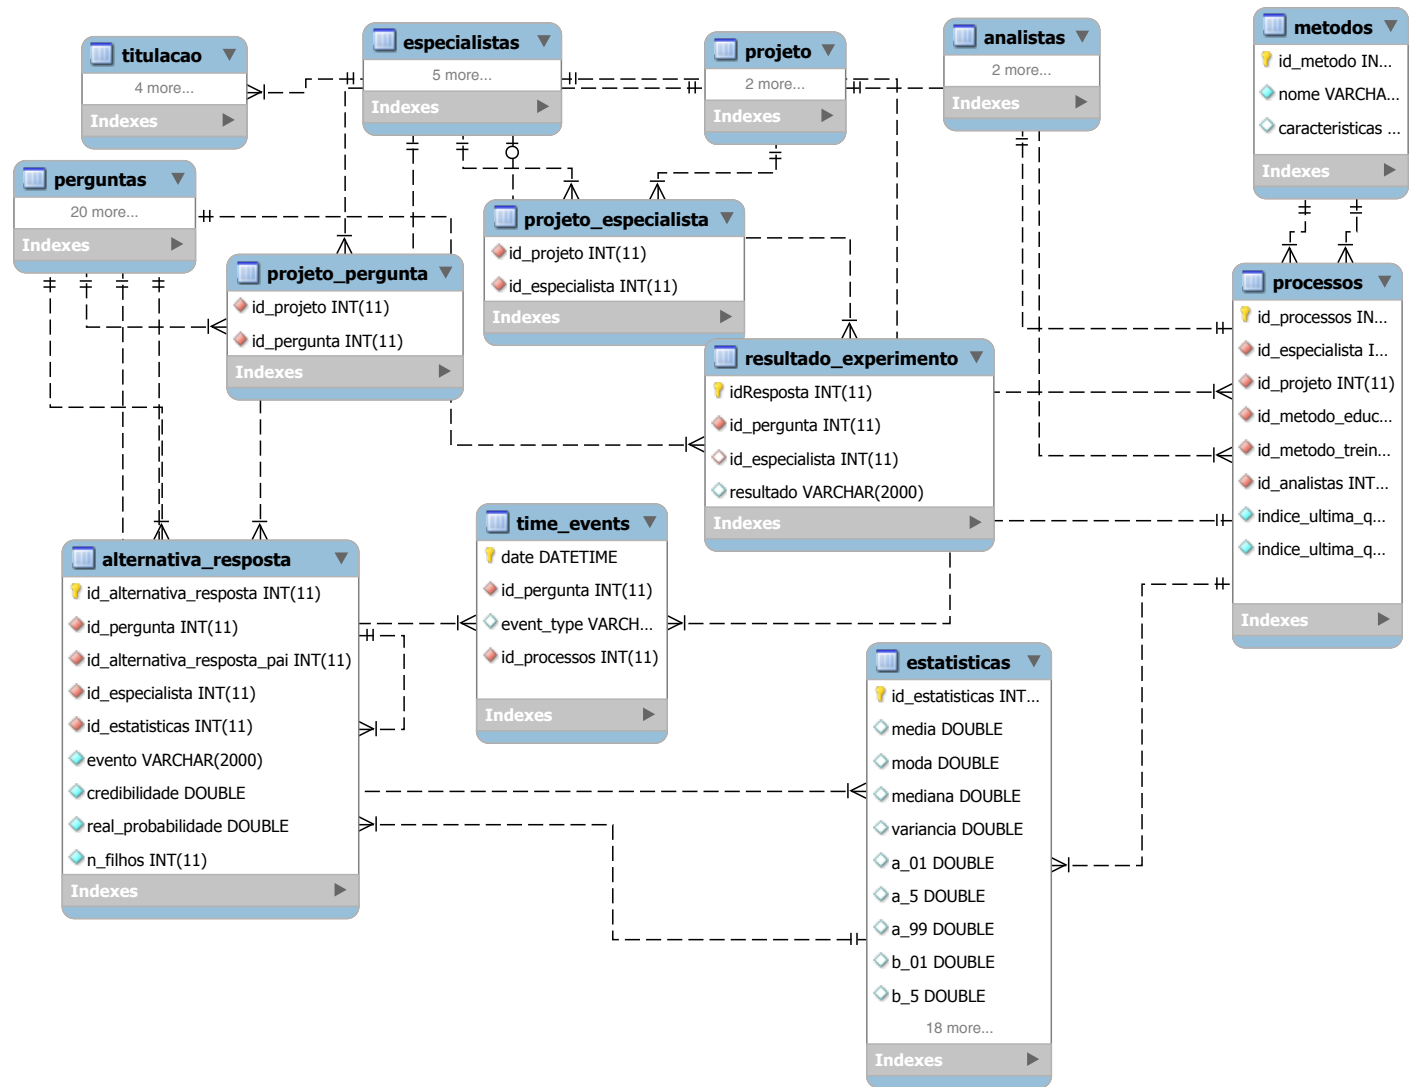 titulacao
4 more...
Indexes
especialistas
5 more...
Indexes
projeto
2 more...
Indexes
analistas
2 more...
Indexes
metodos
id_metodo IN...
nome VARCHA...
caracteristicas ...
Indexes
perguntas
20 more...
Indexes
projeto_pergunta
id_projeto INT(11)
id_pergunta INT(11)
Indexes
projeto_especialista
id_projeto INT(11)
id_especialista INT(11)
Indexes
processos
id_processos IN...
id_especialista I...
id_projeto INT(11)
id_metodo_educ...
id_metodo_trein...
id_analistas INT...
indice_ultima_q...
indice_ultima_q...
Indexes
resultado_experimento
idResposta INT(11)
id_pergunta INT(11)
id_especialista INT(11)
resultado VARCHAR(2000)
Indexes
time_events
date DATETIME
id_pergunta INT(11)
event_type VARCH...
id_processos INT(11)
Indexes
alternativa_resposta
id_alternativa_resposta INT(11)
id_pergunta INT(11)
id_alternativa_resposta_pai INT(11)
id_especialista INT(11)
id_estatisticas INT(11)
evento VARCHAR(2000)
credibilidade DOUBLE
real_probabilidade DOUBLE
n_filhos INT(11)
Indexes
estatisticas
id_estatisticas INT...
media DOUBLE
moda DOUBLE
mediana DOUBLE
variancia DOUBLE
a_01 DOUBLE
a_5 DOUBLE
a_99 DOUBLE
b_01 DOUBLE
b_5 DOUBLE
18 more...
Indexes